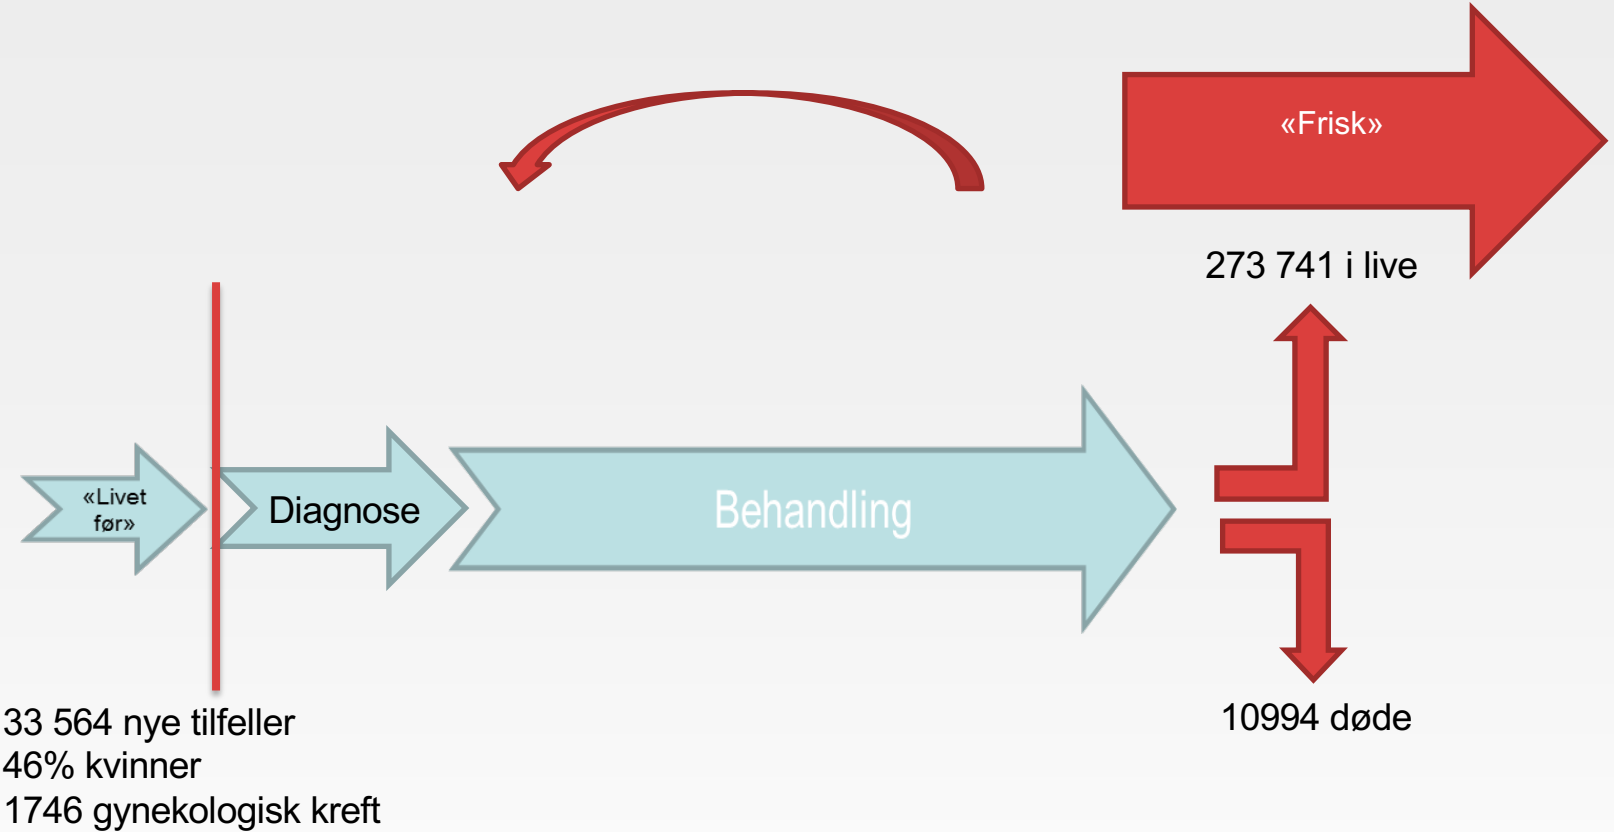 «Frisk»
273 741 i live
«Livet
før»
Diagnose
Behandling
33 564 nye tilfeller
46% kvinner
1746 gynekologisk kreft
10994 døde